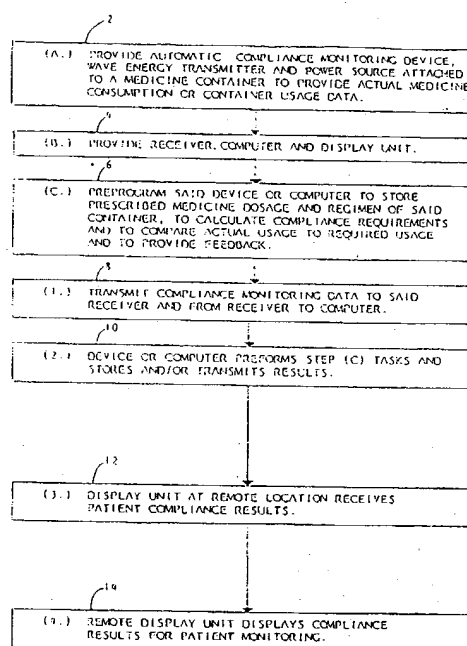 2
(A.) PROVIDE AUTOMATIC COMPLIANCE MONITORING DEVICE,
WAVE ENERGY TRANSMITTER AND POWER SOURCE ATTACHED
TO A MEDICINE CONTAINER TO PROVIDE ACTUAL MEDICINE
CONSUMPTION OR CONTAINER USAGE DATA.
4
(B.) PROVIDE RECEIVER, COMPUTER AND DISPLAY UNIT.
6
(C.) PREPROGRAM SAID DEVICE OR COMPUTER TO STORE
PRESCRIBED MEDICINE DOSAGE AND REGIMEN OF SAID
CONTAINER, TO CALCULATE COMPLIANCE REQUIREMENTS
AND TO COMPARE ACTUAL USAGE TO REQUIRED USAGE
AND TO PROVIDE FEEDBACK.
8
(1.) TRANSMIT COMPLIANCE MONITORING DATA TO SAID
RECEIVER AND FROM RECEIVER TO COMPUTER.
10
(2.) DEVICE OR COMPUTER PREFORMS STEP (C) TASKS AND
STORES AND/OR TRANSMITS RESULTS.
12
(3.) DISPLAY UNIT AT REMOTE LOCATION RECEIVES
PATIENT COMPLIANCE RESULTS.
14
(4.) REMOTE DISPLAY UNIT DISPLAYS COMPLIANCE
RESULTS FOR PATIENT MONITORING.